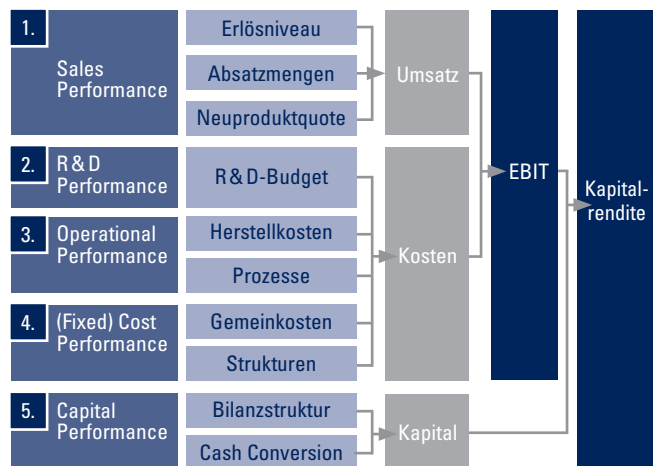 1.
Sales
Performance
Erlösniveau
Absatzmengen
Neuproduktquote
Umsatz
2.
R & D
Performance
R & D-Budget
3.
Operational
Performance
Herstellkosten
Prozesse
Kosten
4.
(Fixed) Cost
Performance
Gemeinkosten
Strukturen
5.
Capital
Performance
Bilanzstruktur
Cash Conversion
Kapital
EBIT
Kapital-
rendite